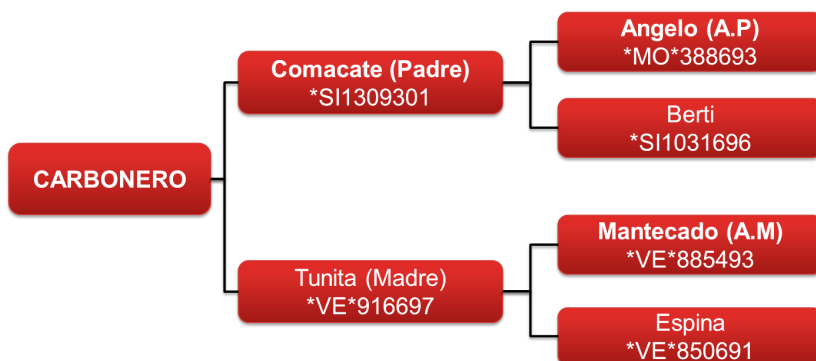 CARBONERO
Comacate (Padre)
*SI1309301
Angelo (A.P)
*MO*388693
Berti
*SI1031696
Tunita (Madre)
*VE*916697
Mantecado (A.M)
*VE*885493
Espina
*VE*850691